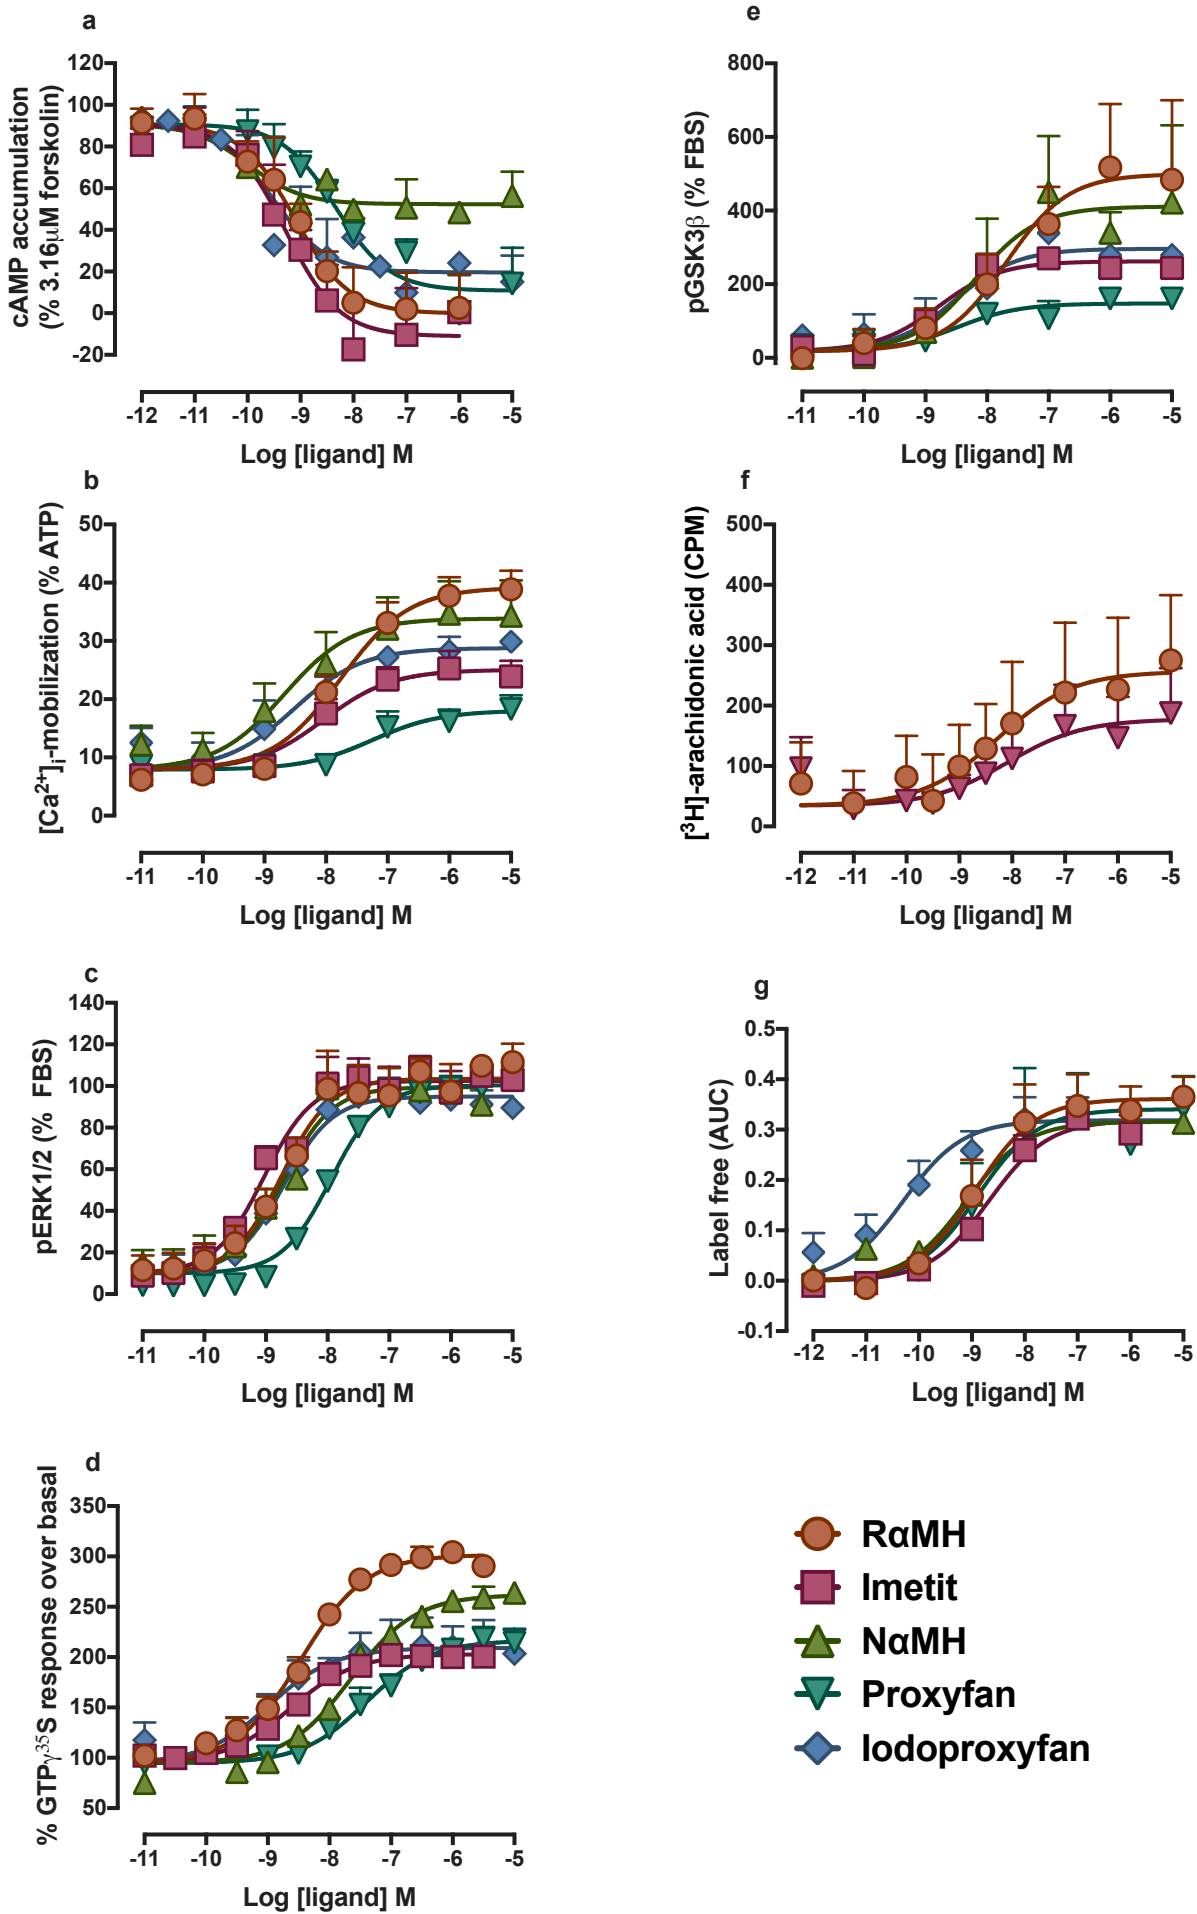 a
cAMP accumulation
(% 3.16μM forskolin)
120
100
80
60
40
20
0
-20
-12 -11 -10 -9 -8 -7 -6 -5
Log [ligand] M
b
[Ca²⁺]ᵢ-mobilization (% ATP)
50
40
30
20
10
0
-11 -10 -9 -8 -7 -6 -5
Log [ligand] M
c
pERK1/2 (% FBS)
140
120
100
80
60
40
20
0
-11 -10 -9 -8 -7 -6 -5
Log [ligand] M
d
% GTPγ³⁵S response over basal
350
300
250
200
150
100
50
-11 -10 -9 -8 -7 -6 -5
Log [ligand] M
e
pGSK3β (% FBS)
800
600
400
200
0
-11 -10 -9 -8 -7 -6 -5
Log [ligand] M
f
[³H]-arachidonic acid (CPM)
500
400
300
200
100
0
-12 -11 -10 -9 -8 -7 -6 -5
Log [ligand] M
g
Label free (AUC)
0.5
0.4
0.3
0.2
0.1
0.0
-0.1
-12 -11 -10 -9 -8 -7 -6 -5
Log [ligand] M
RαMH
Imetit
NαMH
Proxyfan
Iodoproxyfan